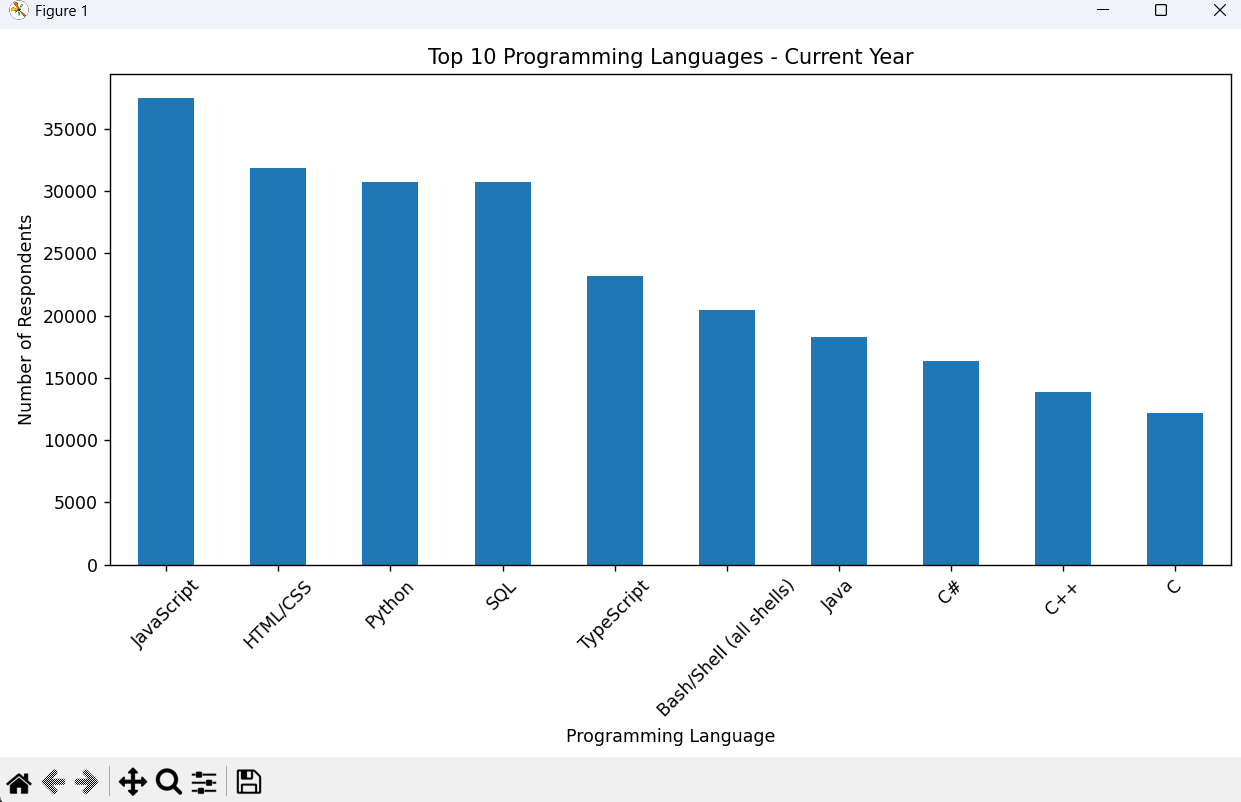 Figure 1
Top 10 Programming Languages - Current Year
Number of Respondents
35000
30000
25000
20000
15000
10000
5000
0
JavaScript
HTML/CSS
Python
SQL
TypeScript
Bash/Shell (all shells)
Java
C#
C++
C
Programming Language